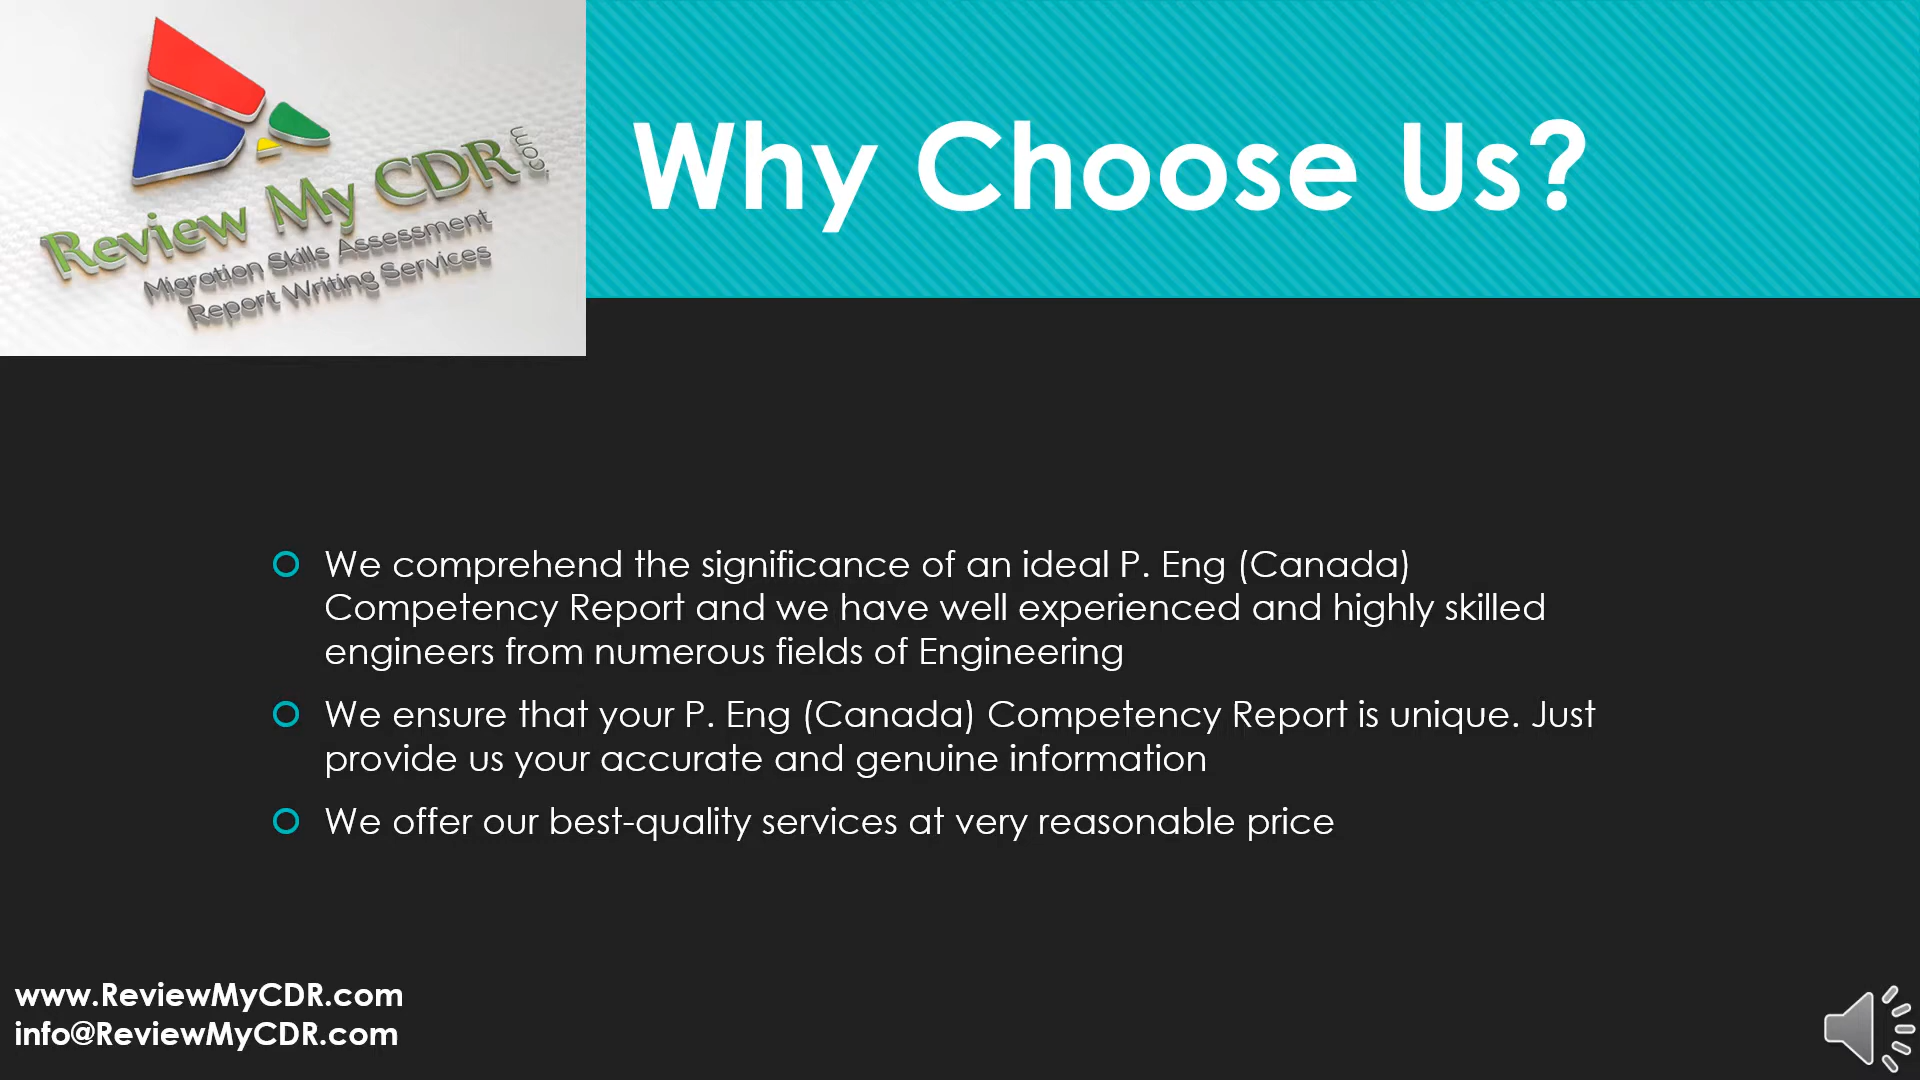 Review My CDR.com
Migration Skills Assessment
Report Writing Services
Why Choose Us?
We comprehend the significance of an ideal P. Eng (Canada)
Competency Report and we have well experienced and highly skilled
engineers from numerous fields of Engineering
We ensure that your P. Eng (Canada) Competency Report is unique. Just
provide us your accurate and genuine information
We offer our best-quality services at very reasonable price
www.ReviewMyCDR.com
info@ReviewMyCDR.com